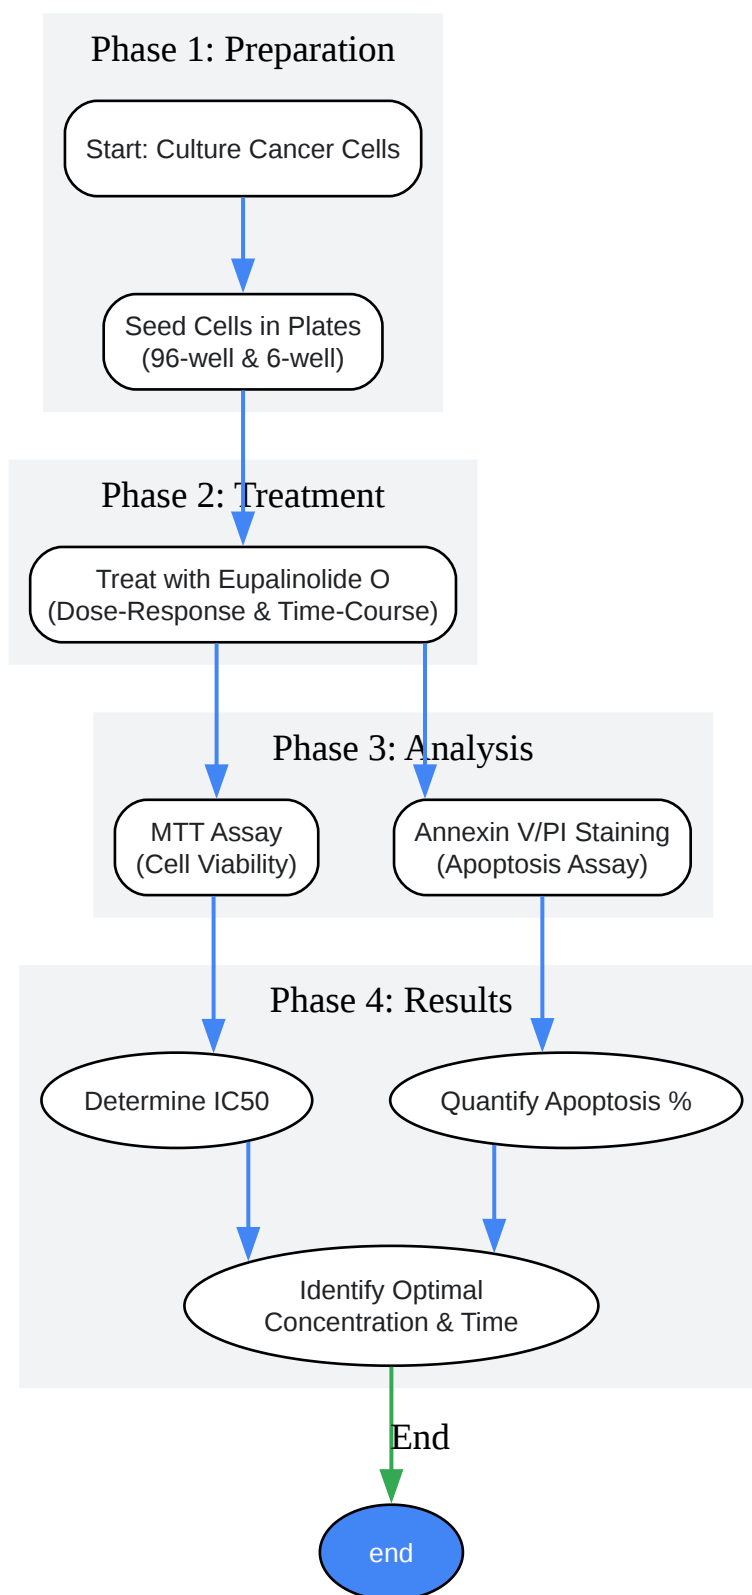 Phase 1: Preparation
Start: Culture Cancer Cells
Seed Cells in Plates
(96-well & 6-well)
Phase 2: Treatment
Treat with Eupalinolide O
(Dose-Response & Time-Course)
Phase 3: Analysis
MTT Assay
(Cell Viability)
Annexin V/PI Staining
(Apoptosis Assay)
Phase 4: Results
Determine IC50
Quantify Apoptosis %
Identify Optimal
Concentration & Time
End
end